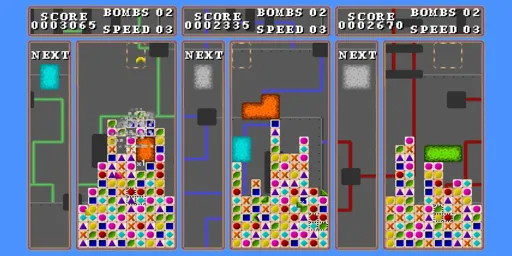 SCORE
0003065
BOMBS 02
SPEED 03
NEXT
SCORE
0002335
BOMBS 02
SPEED 03
NEXT
SCORE
0002670
BOMBS 02
SPEED 03
NEXT